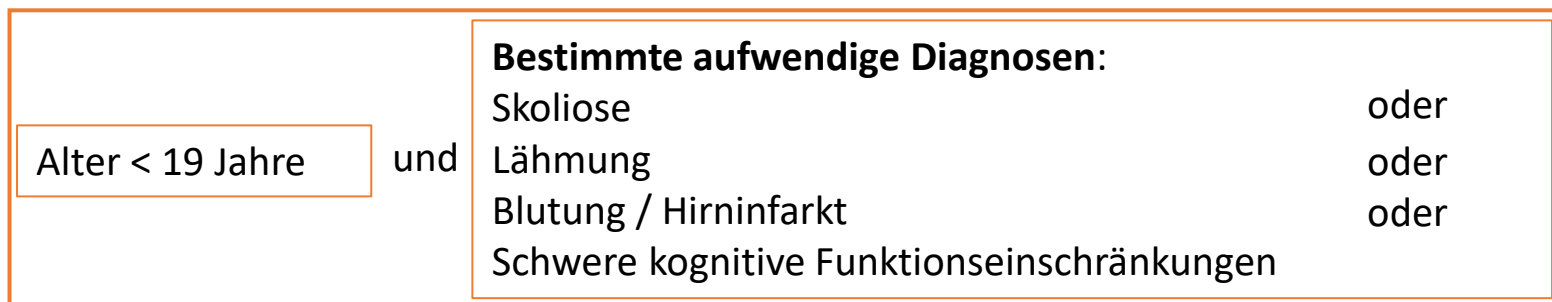 Bestimmte aufwendige Diagnosen:
Skoliose oder
Alter < 19 Jahre und Lähmung oder
Blutung / Hirninfarkt oder
Schwere kognitive Funktionseinschränkungen